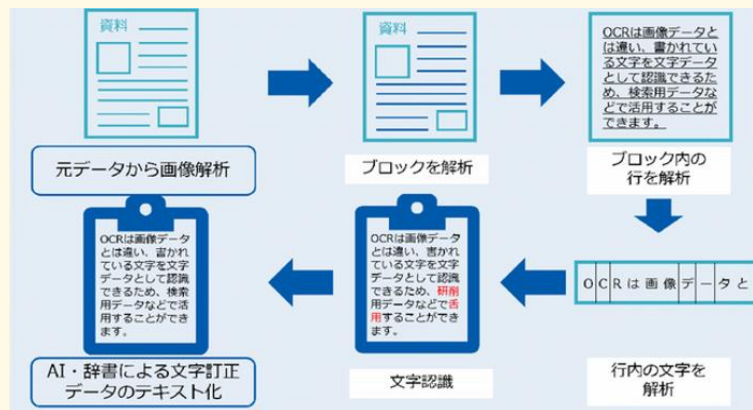 資料
元データから画像解析
資料
ブロックを解析
OCRは画像データと
は違い、書かれてい
る文字を文字データ
として認識できるた
め、検索用データな
どで活用することが
できます。
ブロック内の
行を解析
OCRは画像データと
行内の文字を
解析
OCRは画像データ
とは違い、書かれ
ている文字を文字
データとして認識
できるため、研削
用データなどで舌
用することができ
ます。
文字認識
OCRは画像データ
とは違い、書かれ
ている文字を文字
データとして認識
できるため、検索
用データなどで活
用することができ
ます。
AI・辞書による文字訂正
データのテキスト化